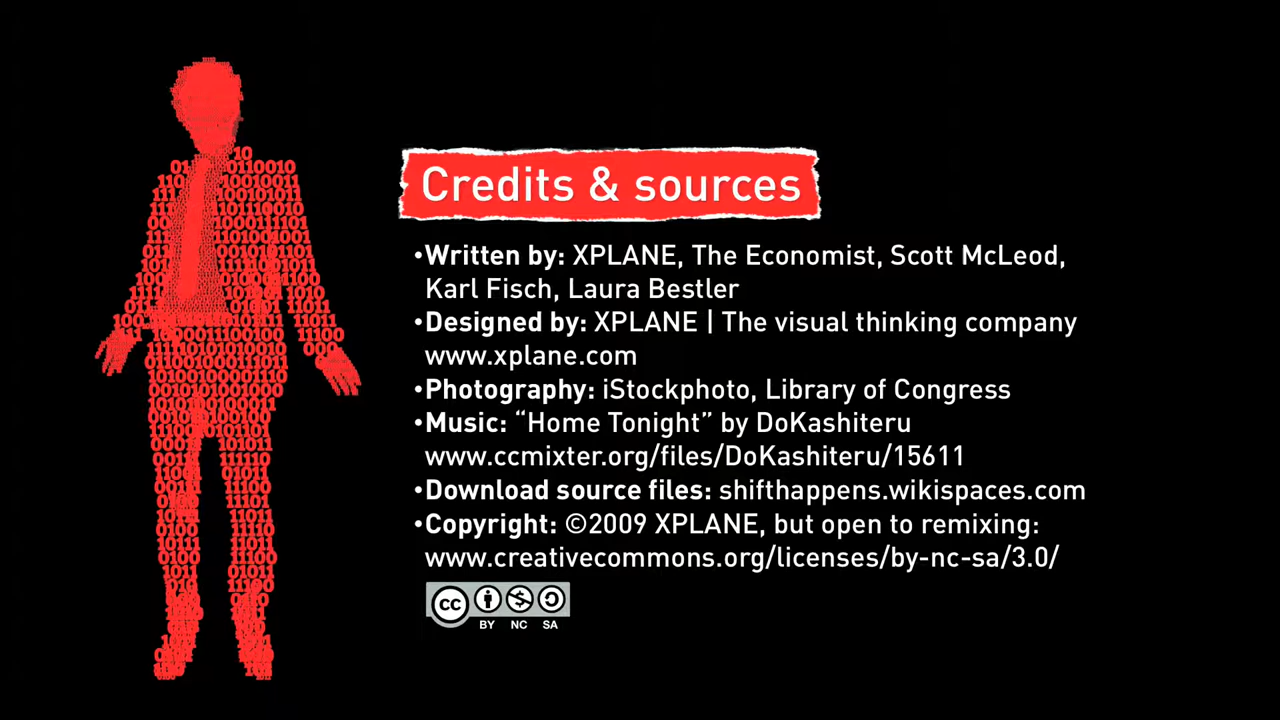 Credits & sources
•Written by: XPLANE, The Economist, Scott McLeod,
Karl Fisch, Laura Bestler
•Designed by: XPLANE | The visual thinking company
www.xplane.com
•Photography: iStockphoto, Library of Congress
•Music: “Home Tonight” by DoKashiteru
www.ccmixter.org/files/DoKashiteru/15611
•Download source files: shifthappens.wikispaces.com
•Copyright: ©2009 XPLANE, but open to remixing:
www.creativecommons.org/licenses/by-nc-sa/3.0/
cc
BY NC SA